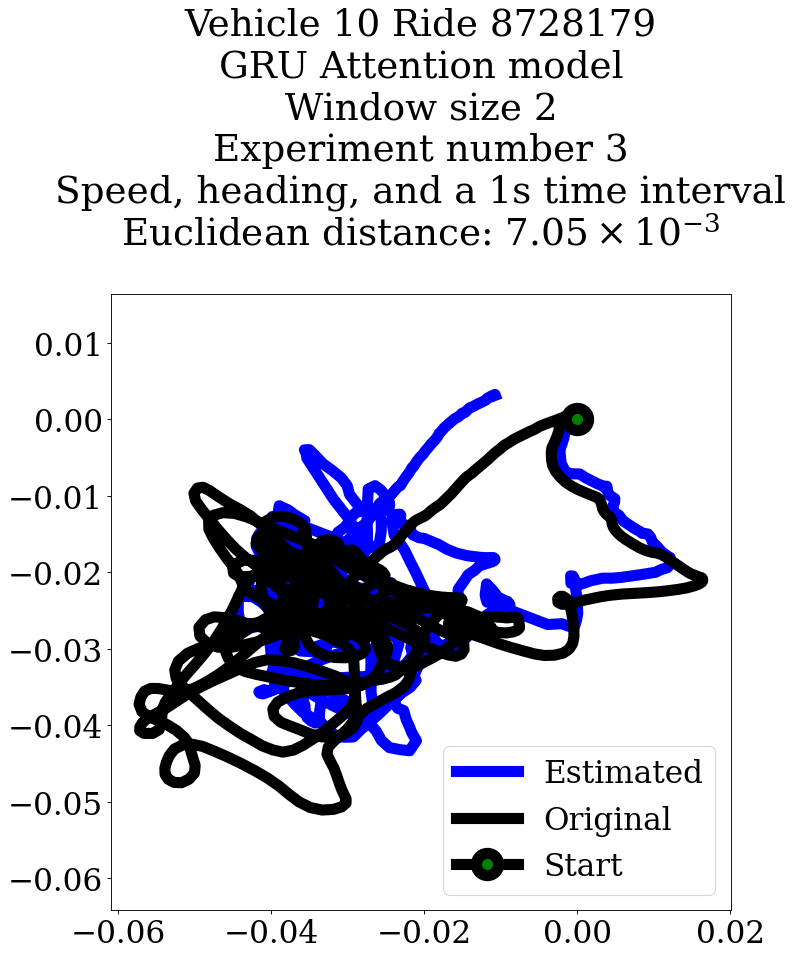 Vehicle 10 Ride 8728179
GRU Attention model
Window size 2
Experiment number 3
Speed, heading, and a 1s time interval
Euclidean distance: 7.05 × 10⁻³
0.01
0.00
−0.01
−0.02
−0.03
−0.04
−0.05
−0.06
Estimated
Original
Start
−0.06 −0.04 −0.02 0.00 0.02